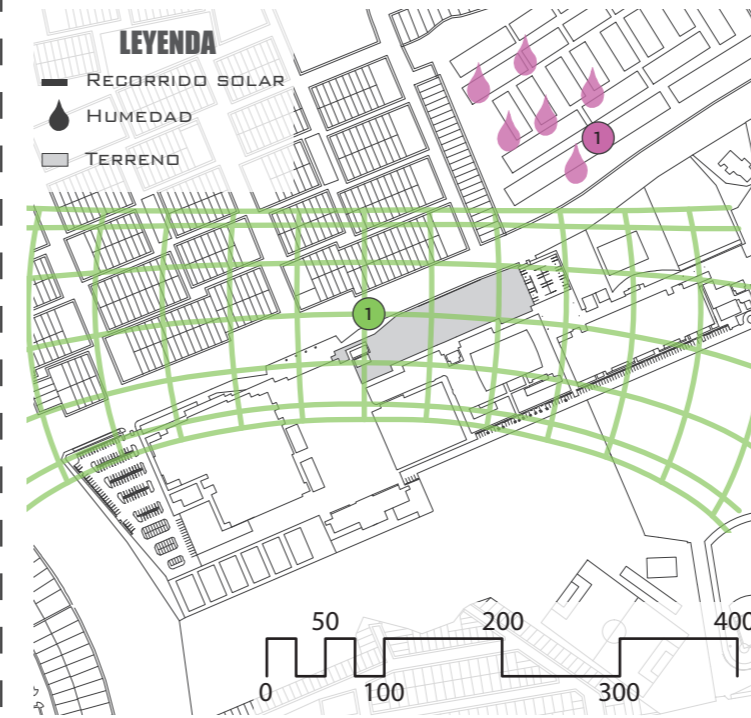 LEYENDA
RECORRIDO SOLAR
HUMEDAD
TERRENO
1
1
50 200 400
0 100 300